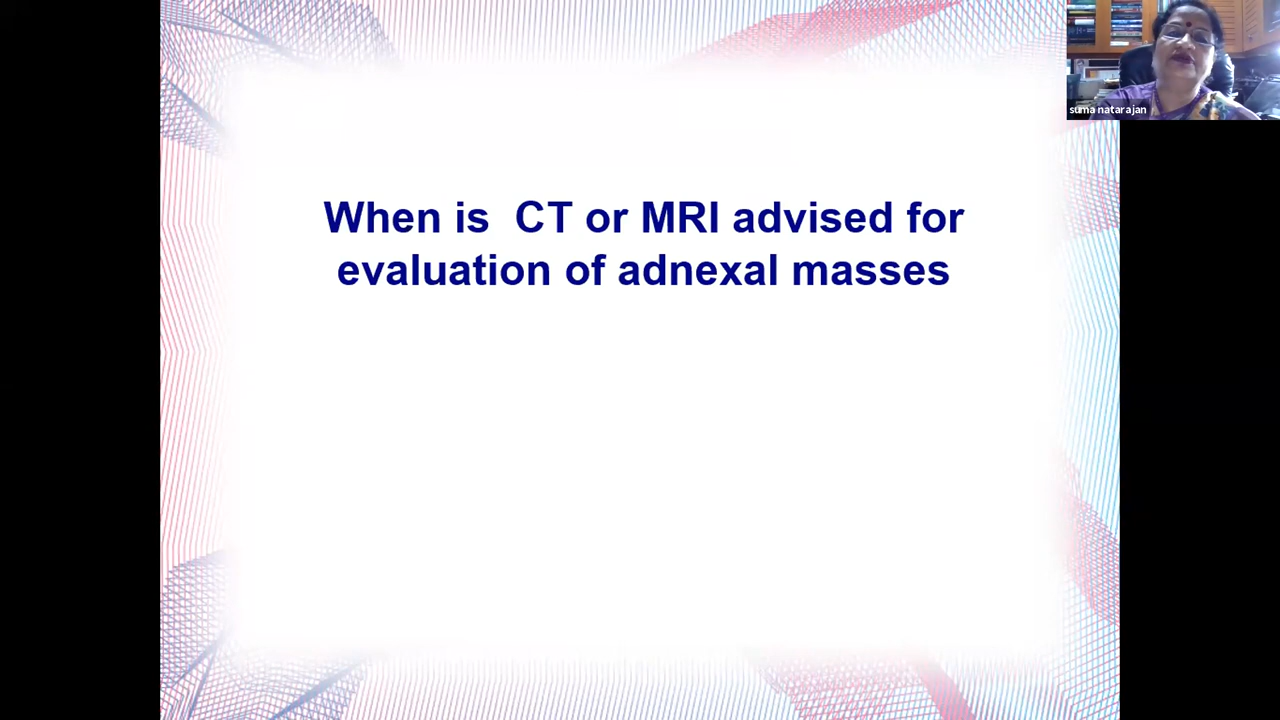 When is  CT or MRI advised for
evaluation of adnexal masses
suma natarajan